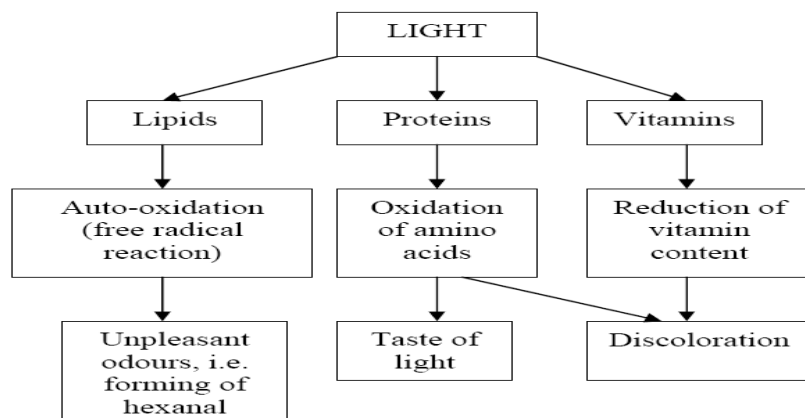 LIGHT
Lipids
Proteins
Vitamins
Auto-oxidation
(free radical
reaction)
Oxidation
of amino
acids
Reduction of
vitamin
content
Unpleasant
odours, i.e.
forming of
hexanal
Taste of
light
Discoloration